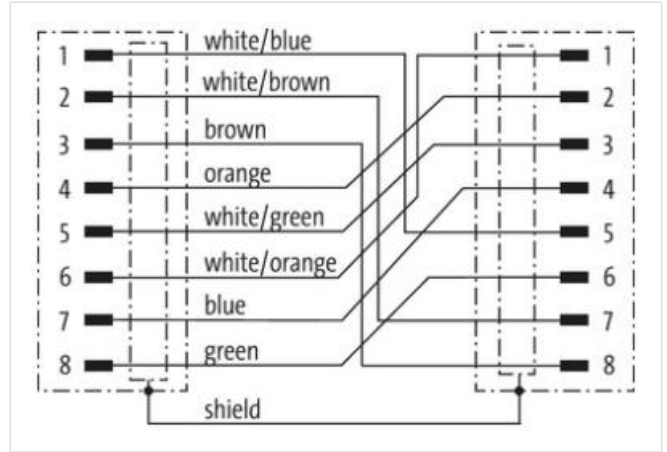 1 white/blue 1
2 white/brown 2
3 brown 3
4 orange 4
5 white/green 5
6 white/orange 6
7 blue 7
8 green 8
shield